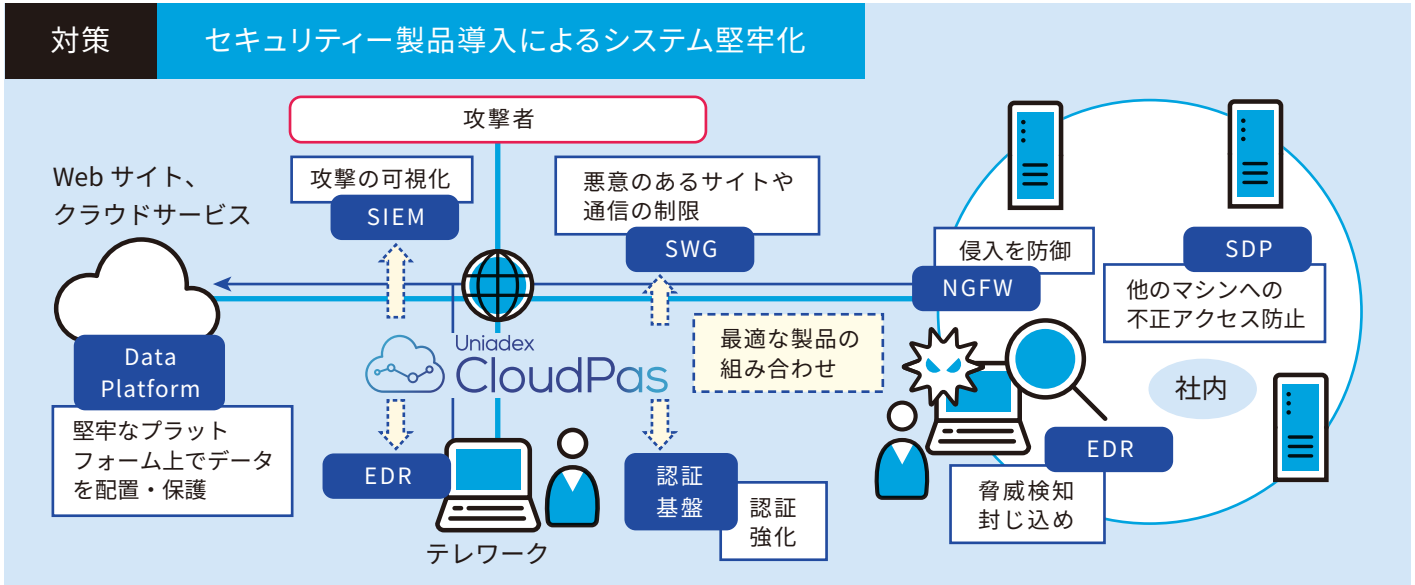 対策
セキュリティー製品導入によるシステム堅牢化
攻撃者
Web サイト、
クラウドサービス
攻撃の可視化
SIEM
悪意のあるサイトや
通信の制限
SWG
侵入を防御
NGFW
SDP
他のマシンへの
不正アクセス防止
最適な製品の
組み合わせ
Uniadex
CloudPas
Data
Platform
堅牢なプラット
フォーム上でデータ
を配置・保護
EDR
テレワーク
認証
基盤
認証
強化
社内
EDR
脅威検知
封じ込め